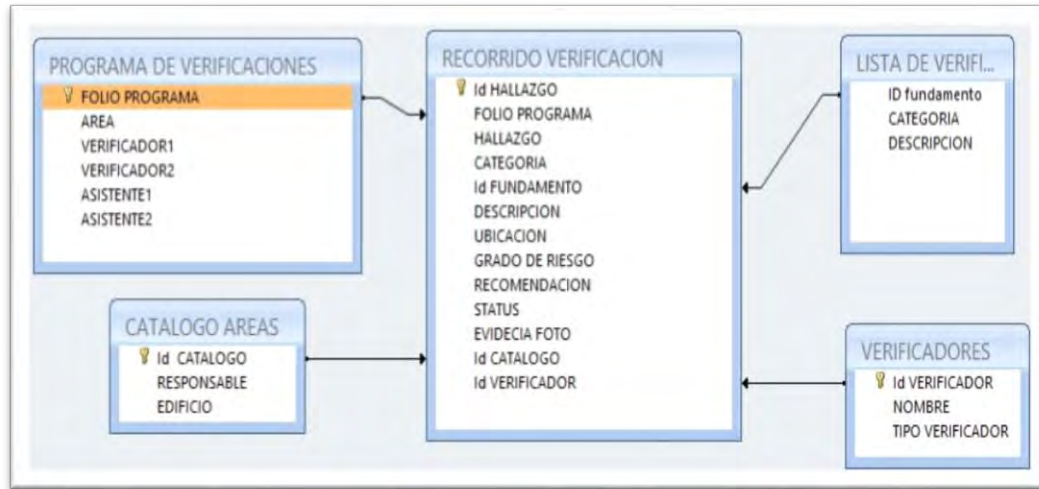 PROGRAMA DE VERIFICACIONES
FOLIO PROGRAMA
AREA
VERIFICADOR1
VERIFICADOR2
ASISTENTE1
ASISTENTE2
RECORRIDO VERIFICACION
Id HALLAZGO
FOLIO PROGRAMA
HALLAZGO
CATEGORIA
Id FUNDAMENTO
DESCRIPCION
UBICACION
GRADO DE RIESGO
RECOMENDACION
STATUS
EVIDECIA FOTO
Id CATALOGO
Id VERIFICADOR
LISTA DE VERIFI...
ID fundamento
CATEGORIA
DESCRIPCION
CATALOGO AREAS
Id CATALOGO
RESPONSABLE
EDIFICIO
VERIFICADORES
Id VERIFICADOR
NOMBRE
TIPO VERIFICADOR